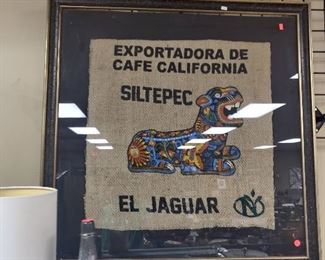 EXPORTADORA DE
CAFE CALIFORNIA
SILTEPEC
EL JAGUAR